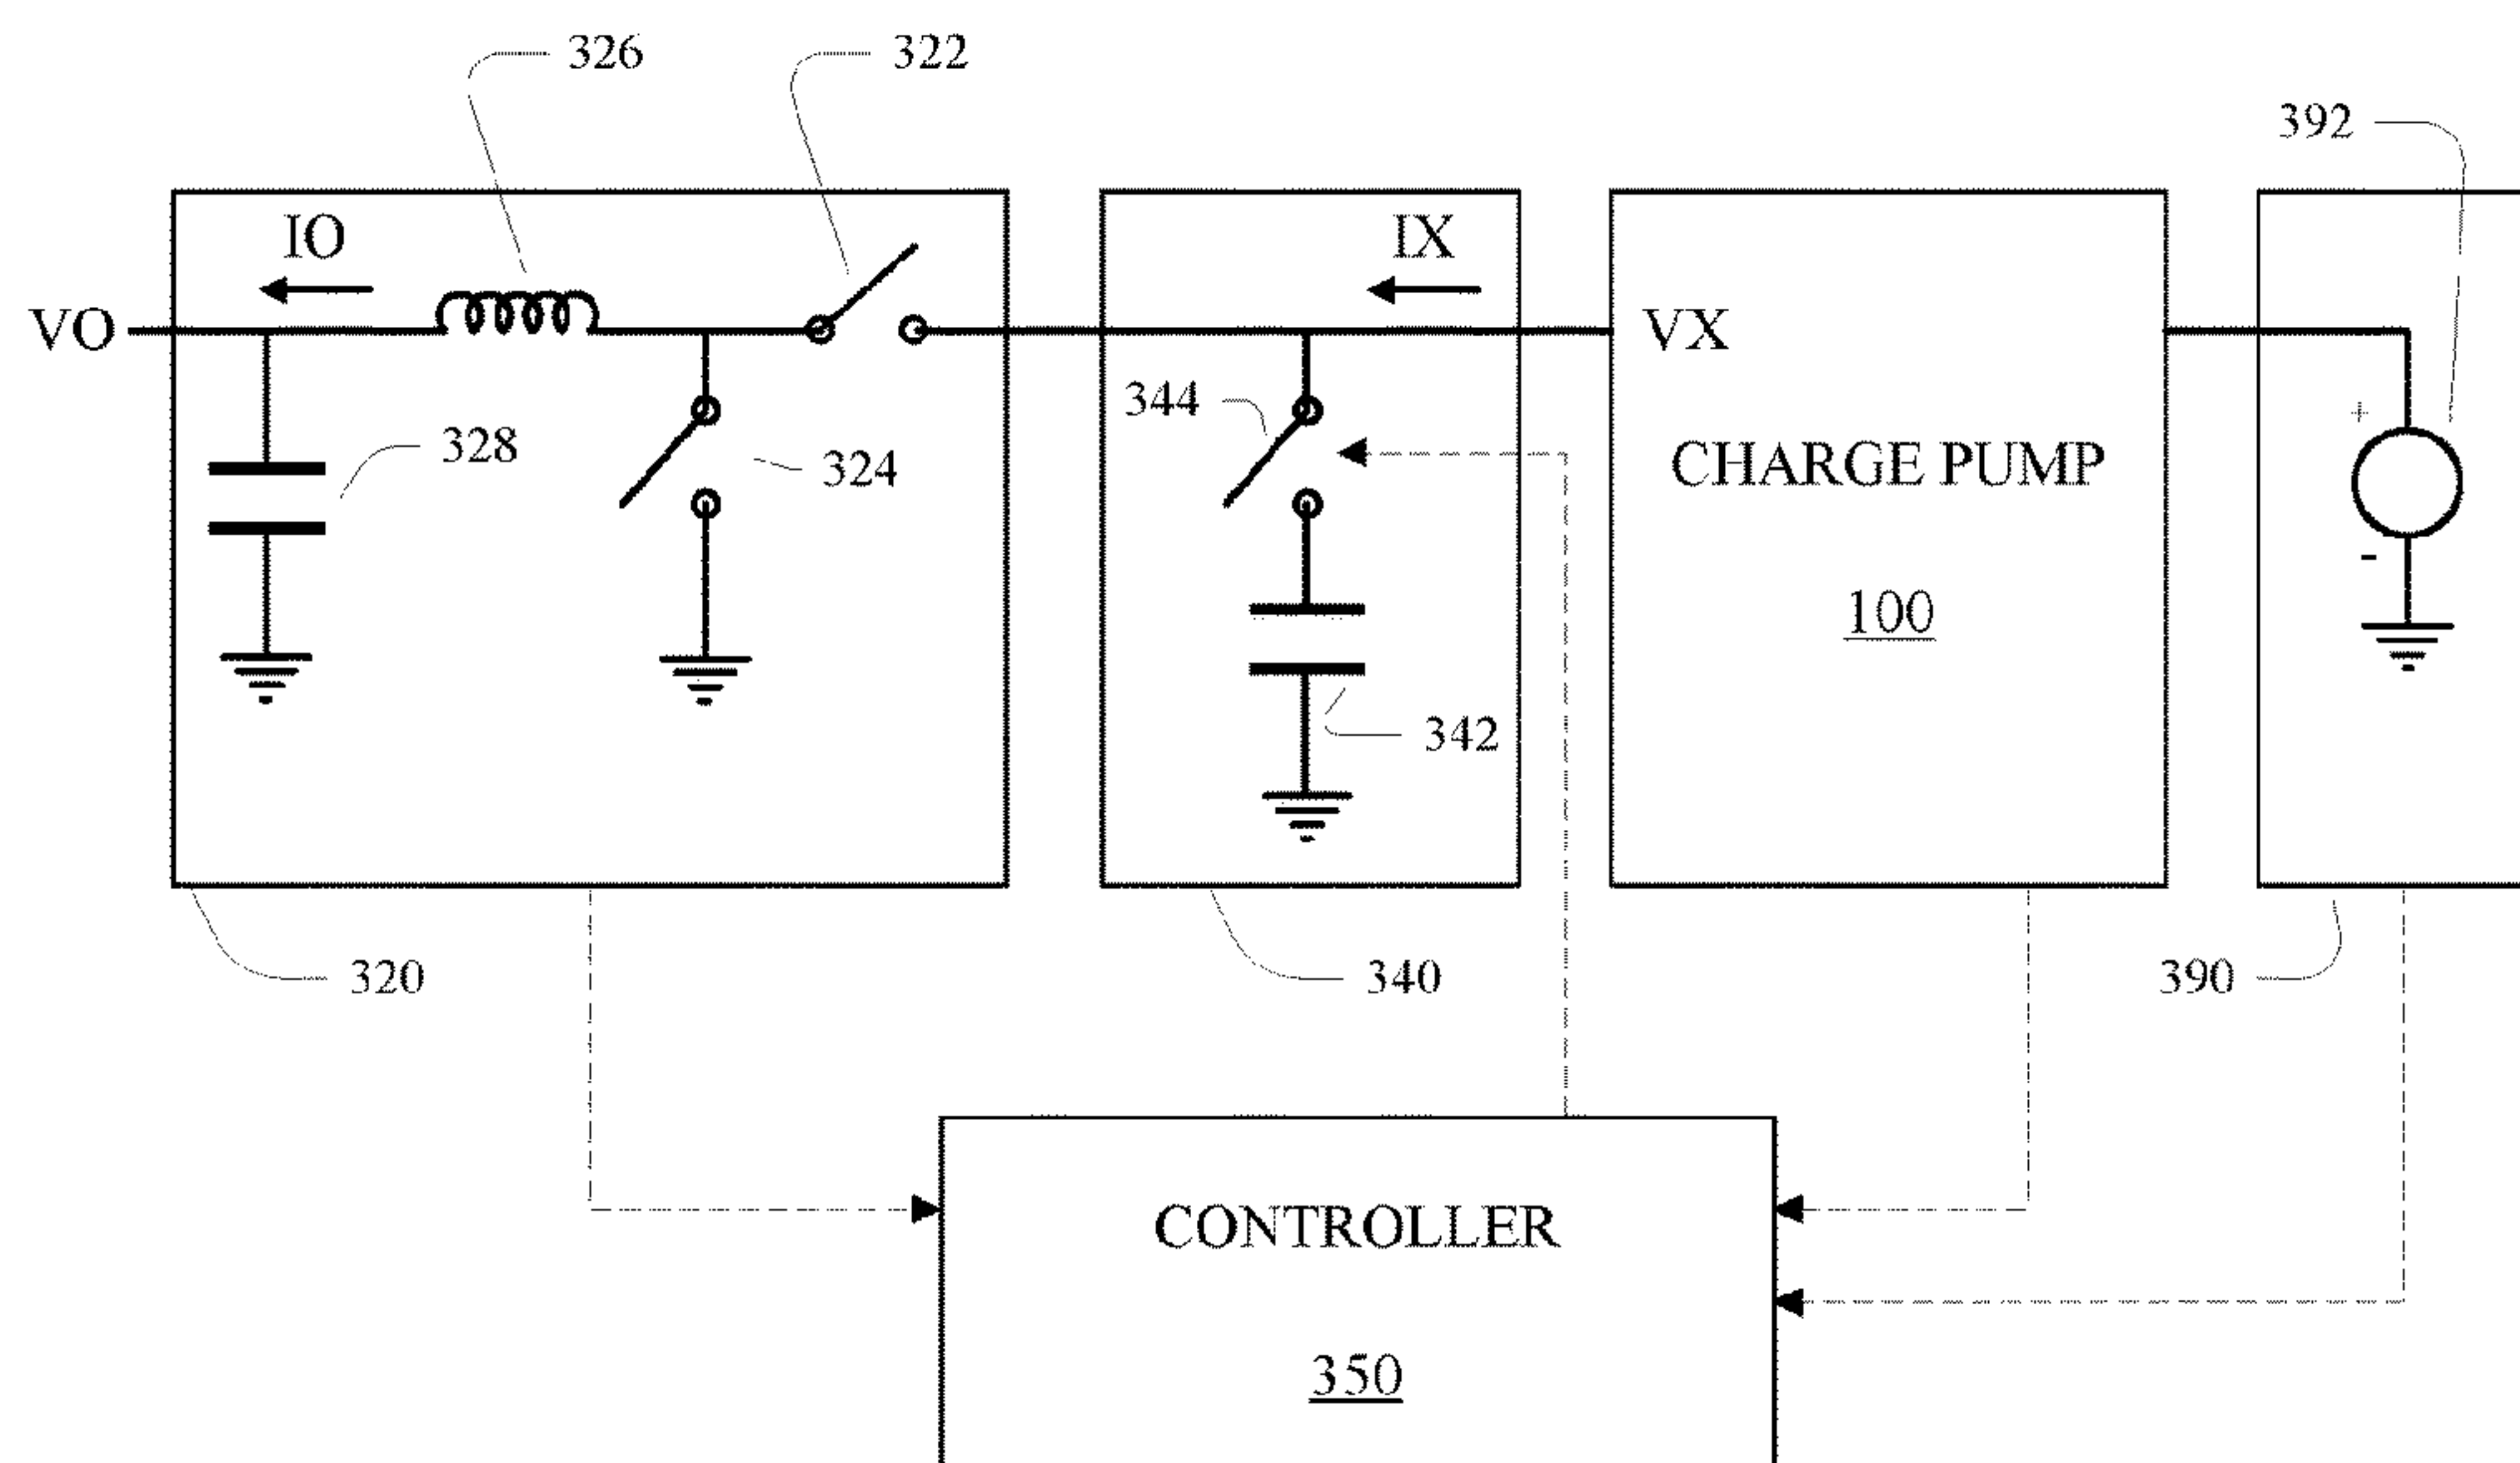 326
322
392
IO
IX
VO
VX
344
328
324
CHARGE PUMP
+
-
100
342
320
340
390
CONTROLLER
350